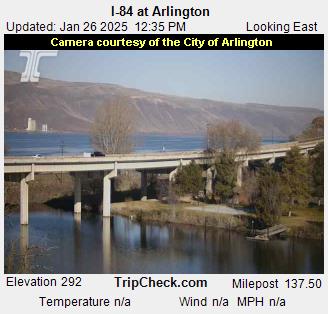 I-84 at Arlington
Updated: Jan 26 2025 12:35 PM Looking East
Camera courtesy of the City of Arlington
Elevation 292 TripCheck.com Milepost 137.50
Temperature n/a Wind n/a MPH n/a